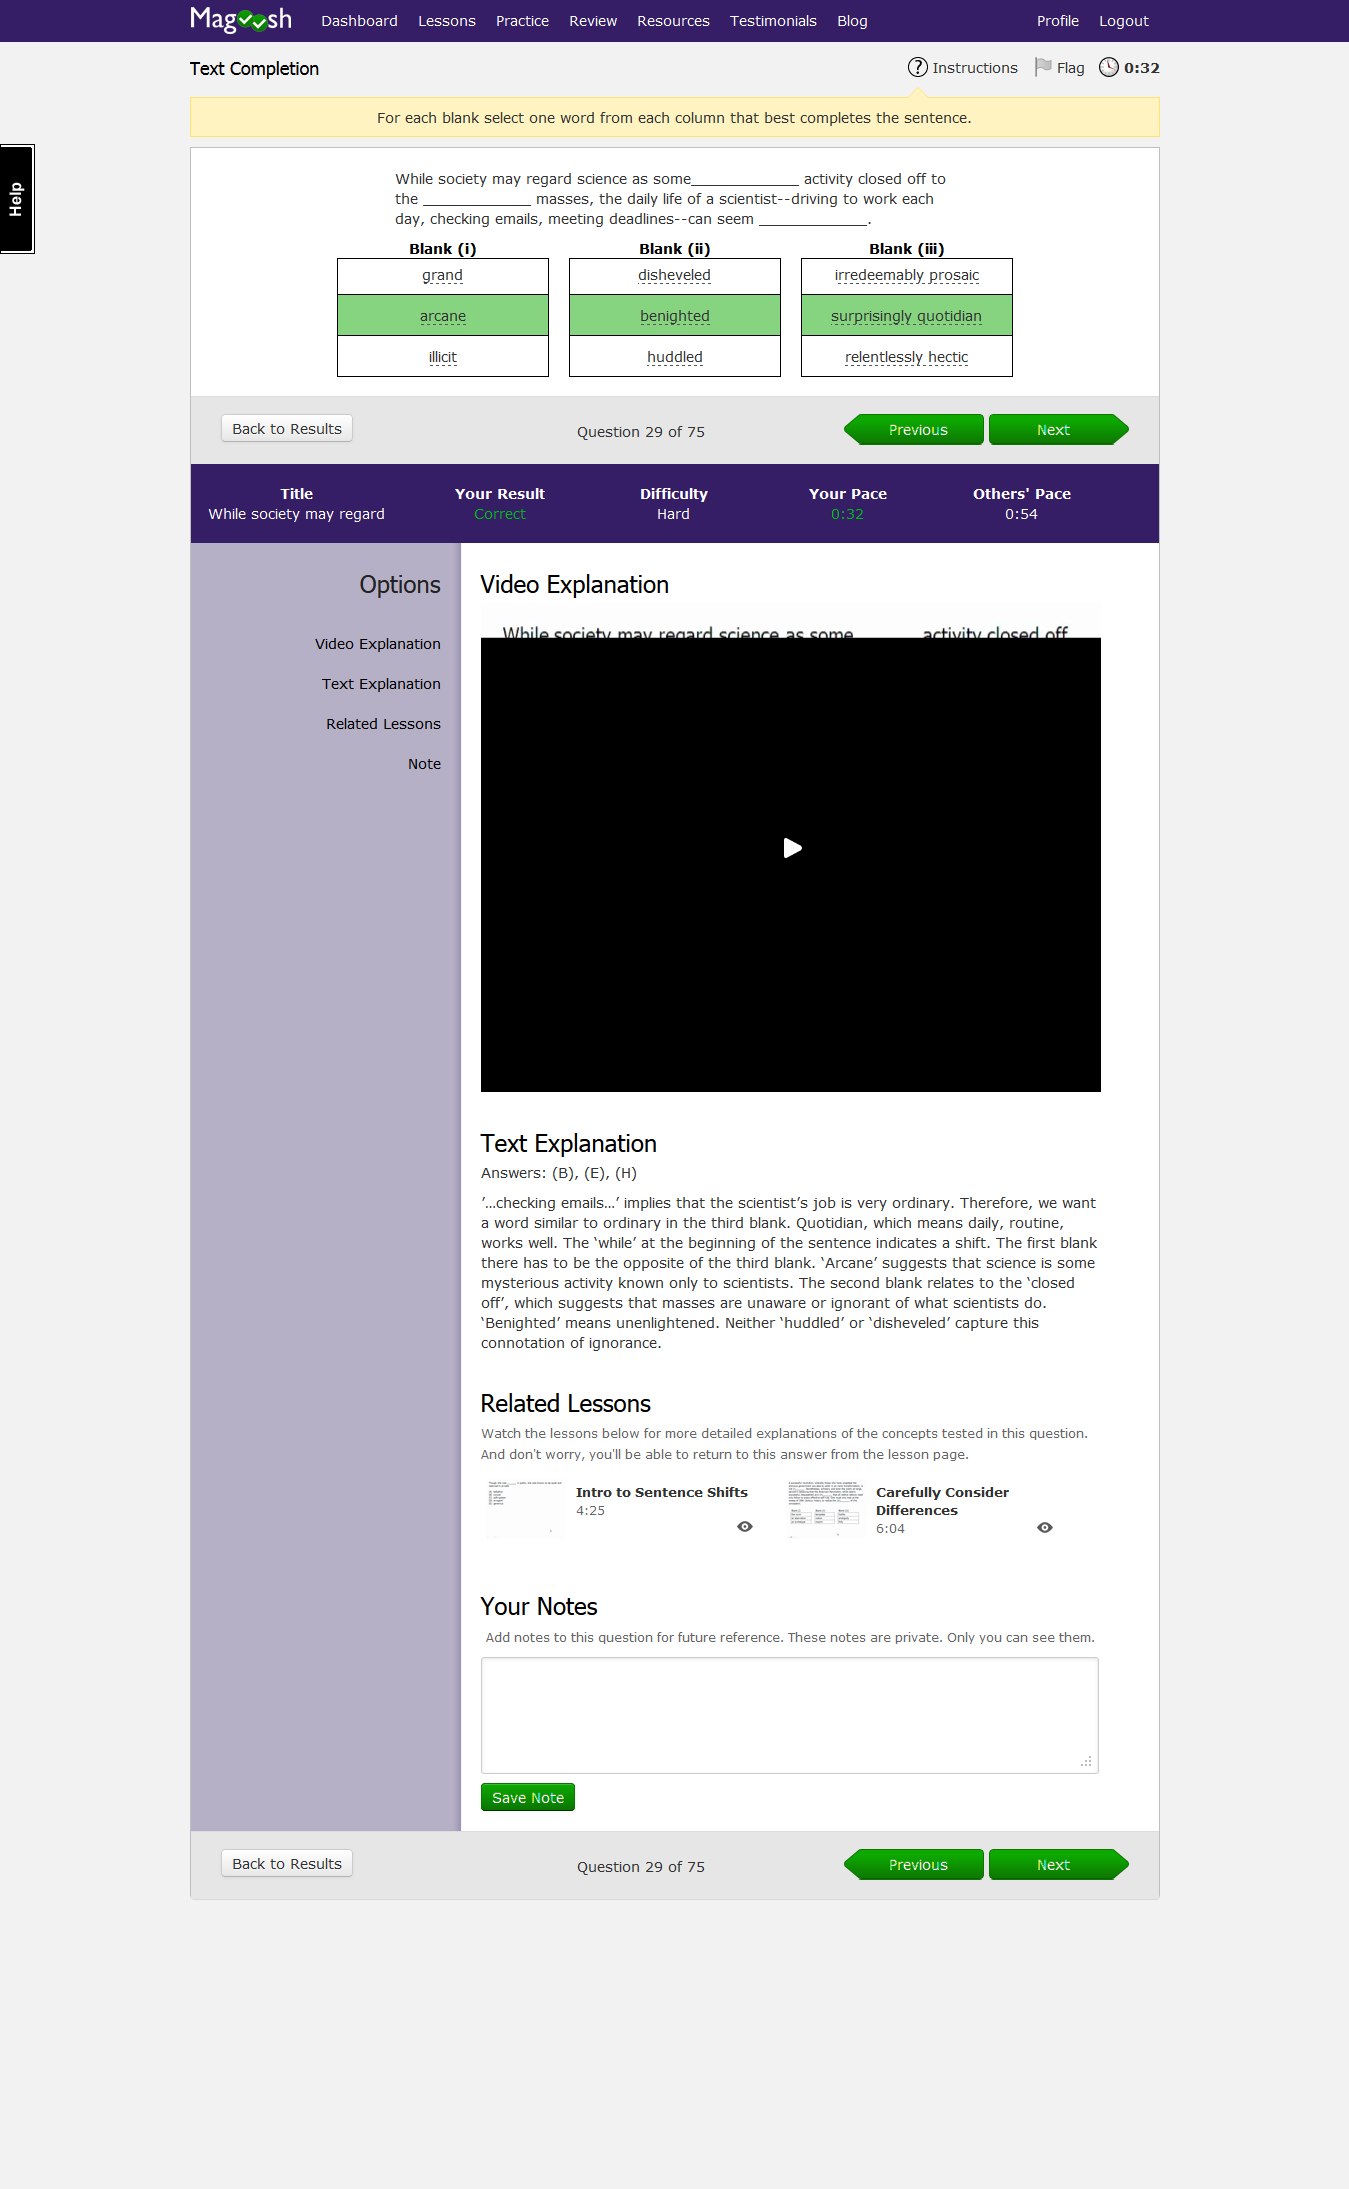 Magoosh Dashboard Lessons Practice Review Resources Testimonials Blog Profile Logout
Text Completion Instructions Flag 0:32
For each blank select one word from each column that best completes the sentence.
Help
While society may regard science as some____________ activity closed off to
the ____________ masses, the daily life of a scientist--driving to work each
day, checking emails, meeting deadlines--can seem ____________.
Blank (i) Blank (ii) Blank (iii)
grand disheveled irredeemably prosaic
arcane benighted surprisingly quotidian
illicit huddled relentlessly hectic
Back to Results Question 29 of 75 Previous Next
Title Your Result Difficulty Your Pace Others' Pace
While society may regard Correct Hard 0:32 0:54
Options
Video Explanation
Text Explanation
Related Lessons
Note
Video Explanation
While society may regard science as some activity closed off
Text Explanation
Answers: (B), (E), (H)
’…checking emails…’ implies that the scientist’s job is very ordinary. Therefore, we want
a word similar to ordinary in the third blank. Quotidian, which means daily, routine,
works well. The ‘while’ at the beginning of the sentence indicates a shift. The first blank
there has to be the opposite of the third blank. ‘Arcane’ suggests that science is some
mysterious activity known only to scientists. The second blank relates to the ‘closed
off’, which suggests that masses are unaware or ignorant of what scientists do.
‘Benighted’ means unenlightened. Neither ‘huddled’ or ‘disheveled’ capture this
connotation of ignorance.
Related Lessons
Watch the lessons below for more detailed explanations of the concepts tested in this question.
And don't worry, you'll be able to return to this answer from the lesson page.
Intro to Sentence Shifts
4:25
Carefully Consider
Differences
6:04
Your Notes
Add notes to this question for future reference. These notes are private. Only you can see them.
Save Note
Back to Results Question 29 of 75 Previous Next